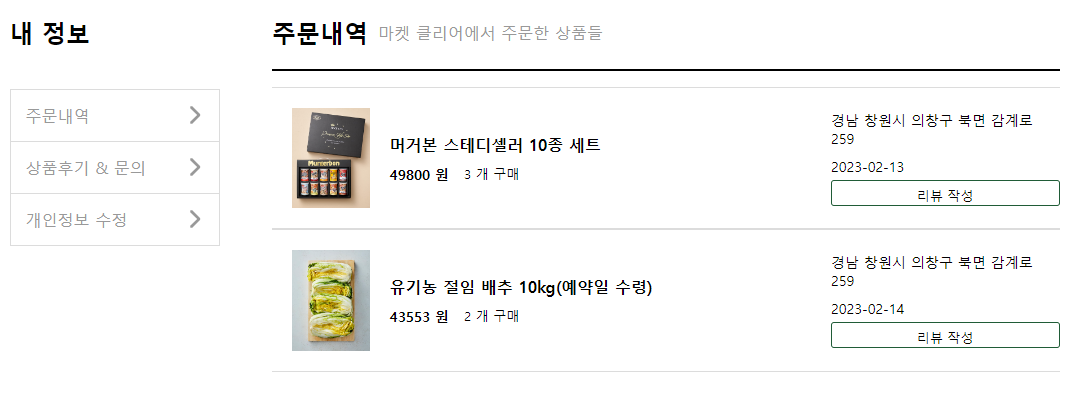 내 정보
주문내역
상품후기 & 문의
개인정보 수정
주문내역 마켓 클리어에서 주문한 상품들
Murgerbon
머거본 스테디셀러 10종 세트
49800 원 3 개 구매
경남 창원시 의창구 북면 감계로
259
2023-02-13
리뷰 작성
유기농 절임 배추 10kg(예약일 수령)
43553 원 2 개 구매
경남 창원시 의창구 북면 감계로
259
2023-02-14
리뷰 작성